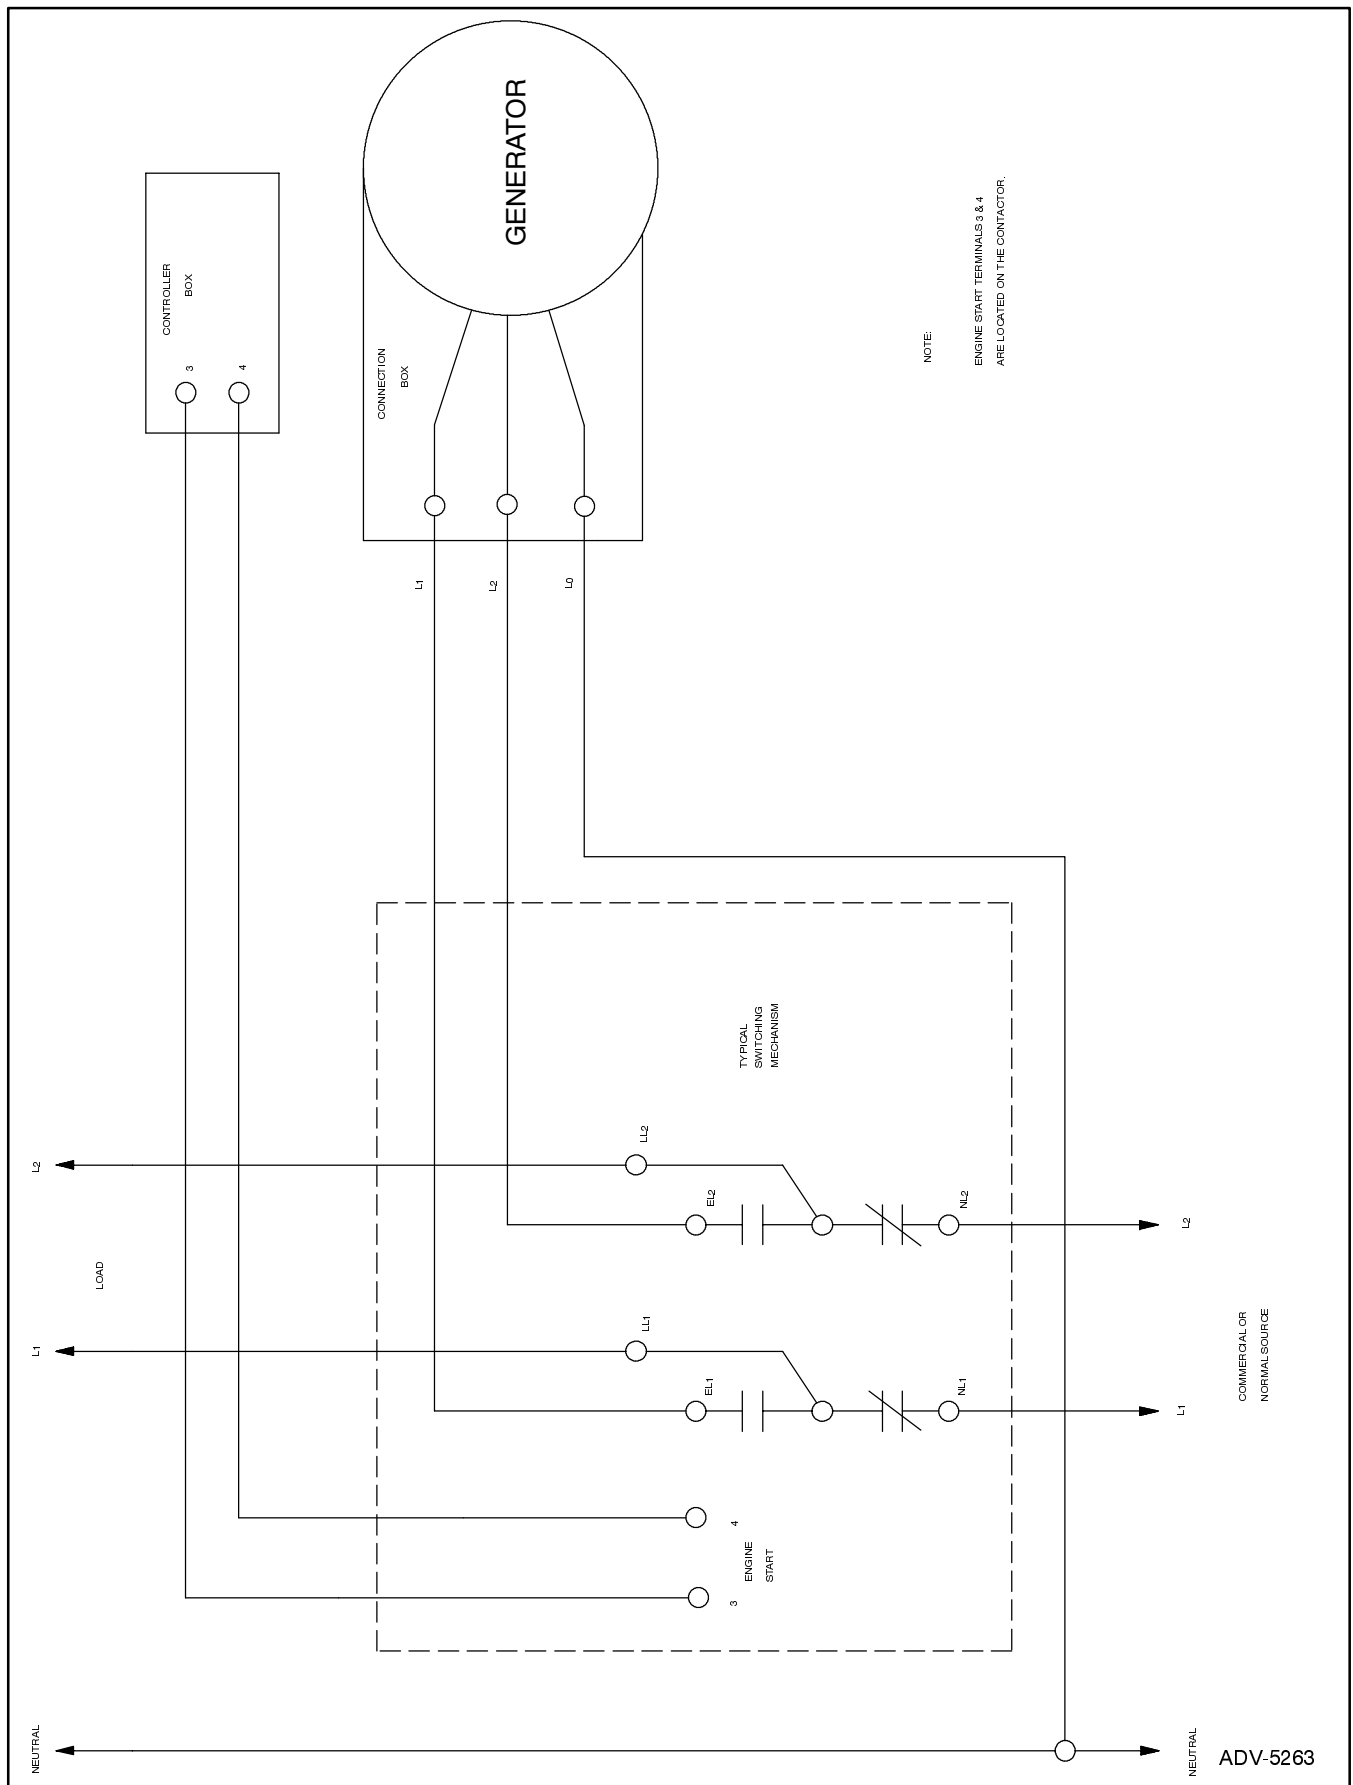 GENERATOR
CONTROLLER
BOX
3
4
CONNECTION
BOX
L1
L2
L0
NOTE:
ENGINE START TERMINALS 3 & 4
ARE LOCATED ON THE CONTACTOR.
TYPICAL
SWITCHING
MECHANISM
L2
LL2
EL2
NL2
L2
LOAD
L1
LL1
EL1
NL1
L1
COMMERCIAL OR
NORMAL SOURCE
4
ENGINE
START
3
NEUTRAL
NEUTRAL
ADV-5263